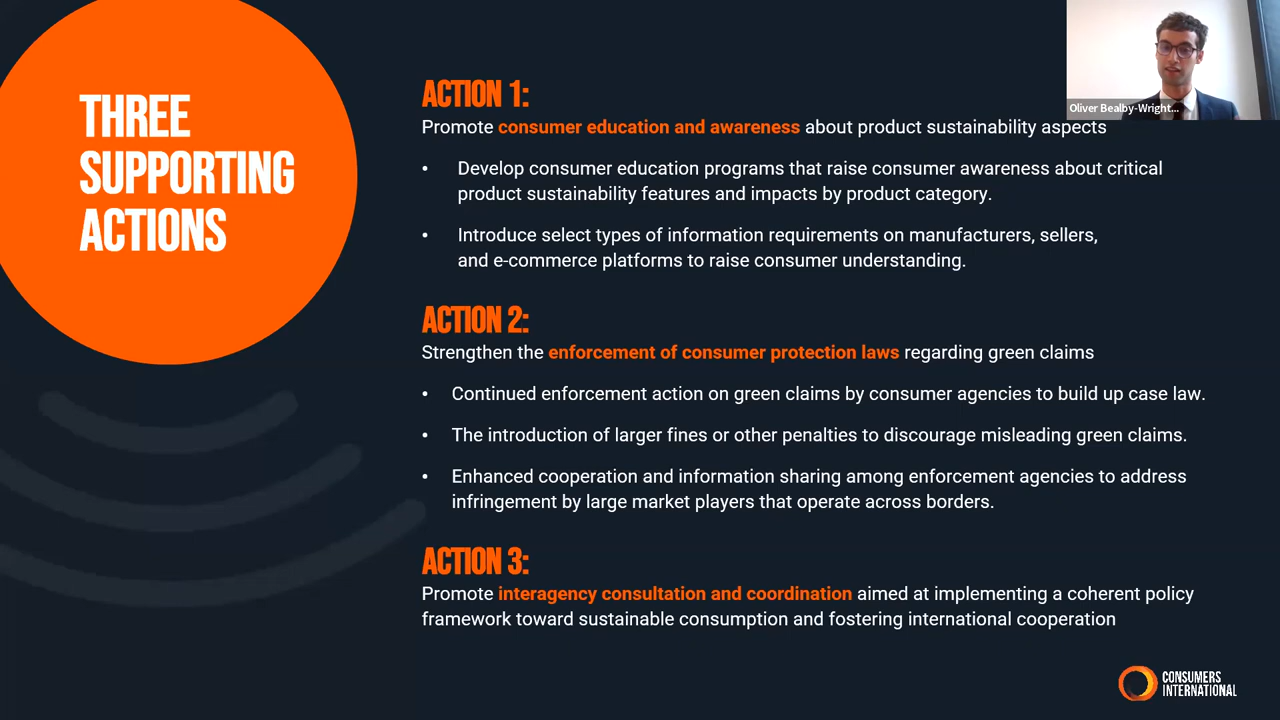 THREE
SUPPORTING
ACTIONS
ACTION 1:
Promote consumer education and awareness about product sustainability aspects
• Develop consumer education programs that raise consumer awareness about critical
product sustainability features and impacts by product category.
• Introduce select types of information requirements on manufacturers, sellers,
and e-commerce platforms to raise consumer understanding.
ACTION 2:
Strengthen the enforcement of consumer protection laws regarding green claims
• Continued enforcement action on green claims by consumer agencies to build up case law.
• The introduction of larger fines or other penalties to discourage misleading green claims.
• Enhanced cooperation and information sharing among enforcement agencies to address
infringement by large market players that operate across borders.
ACTION 3:
Promote interagency consultation and coordination aimed at implementing a coherent policy
framework toward sustainable consumption and fostering international cooperation
Oliver Bealby-Wright...
CONSUMERS
INTERNATIONAL